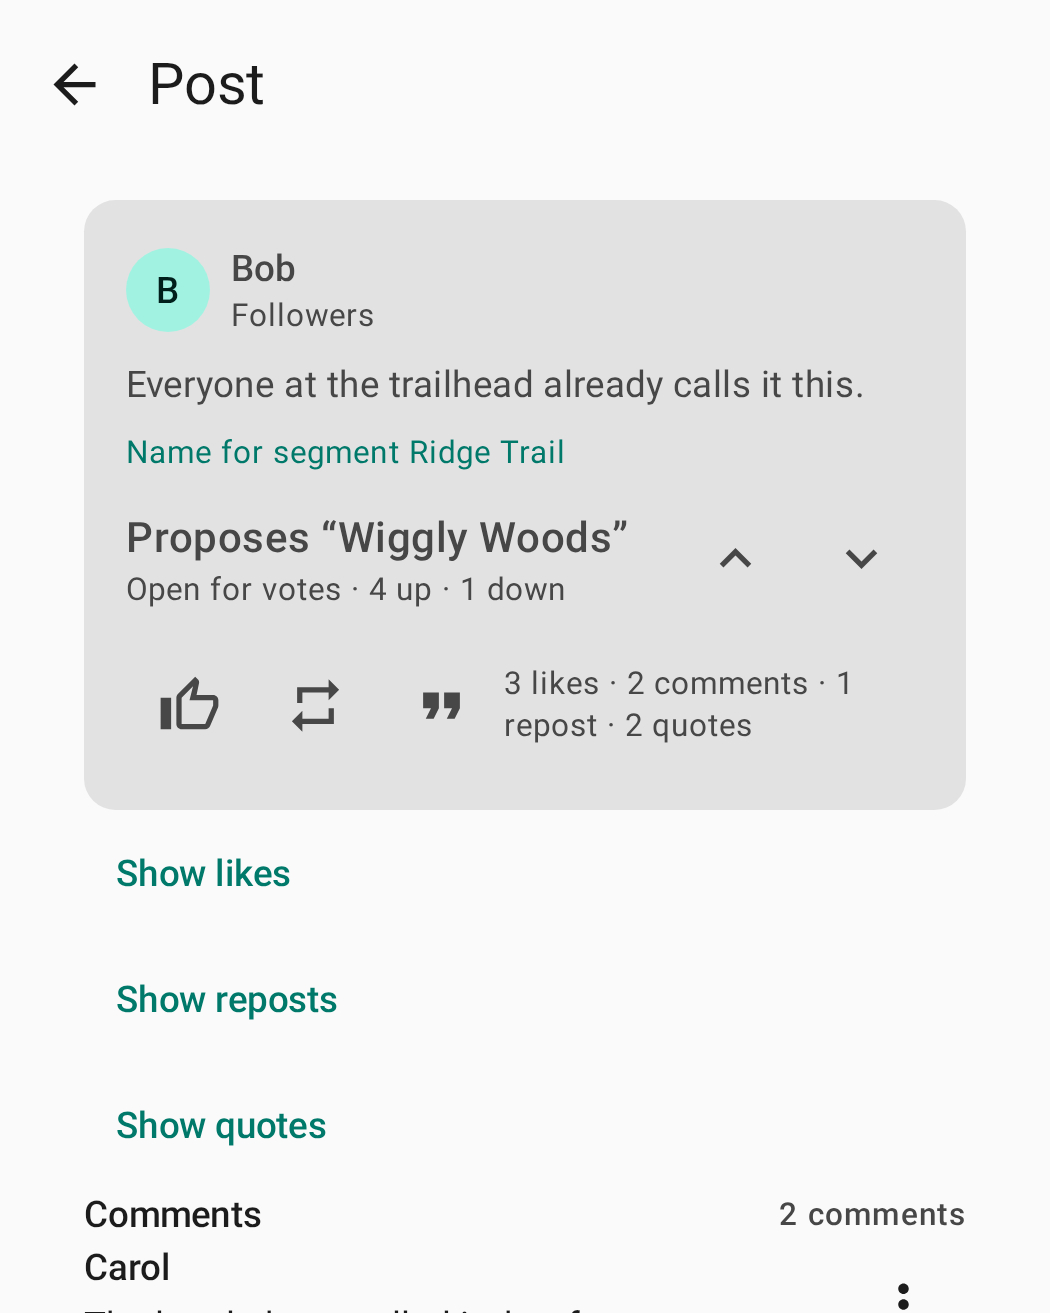 Post
B
Bob
Followers
Everyone at the trailhead already calls it this.
Name for segment Ridge Trail
Proposes “Wiggly Woods”
Open for votes · 4 up · 1 down
3 likes · 2 comments · 1
repost · 2 quotes
Show likes
Show reposts
Show quotes
Comments
2 comments
Carol